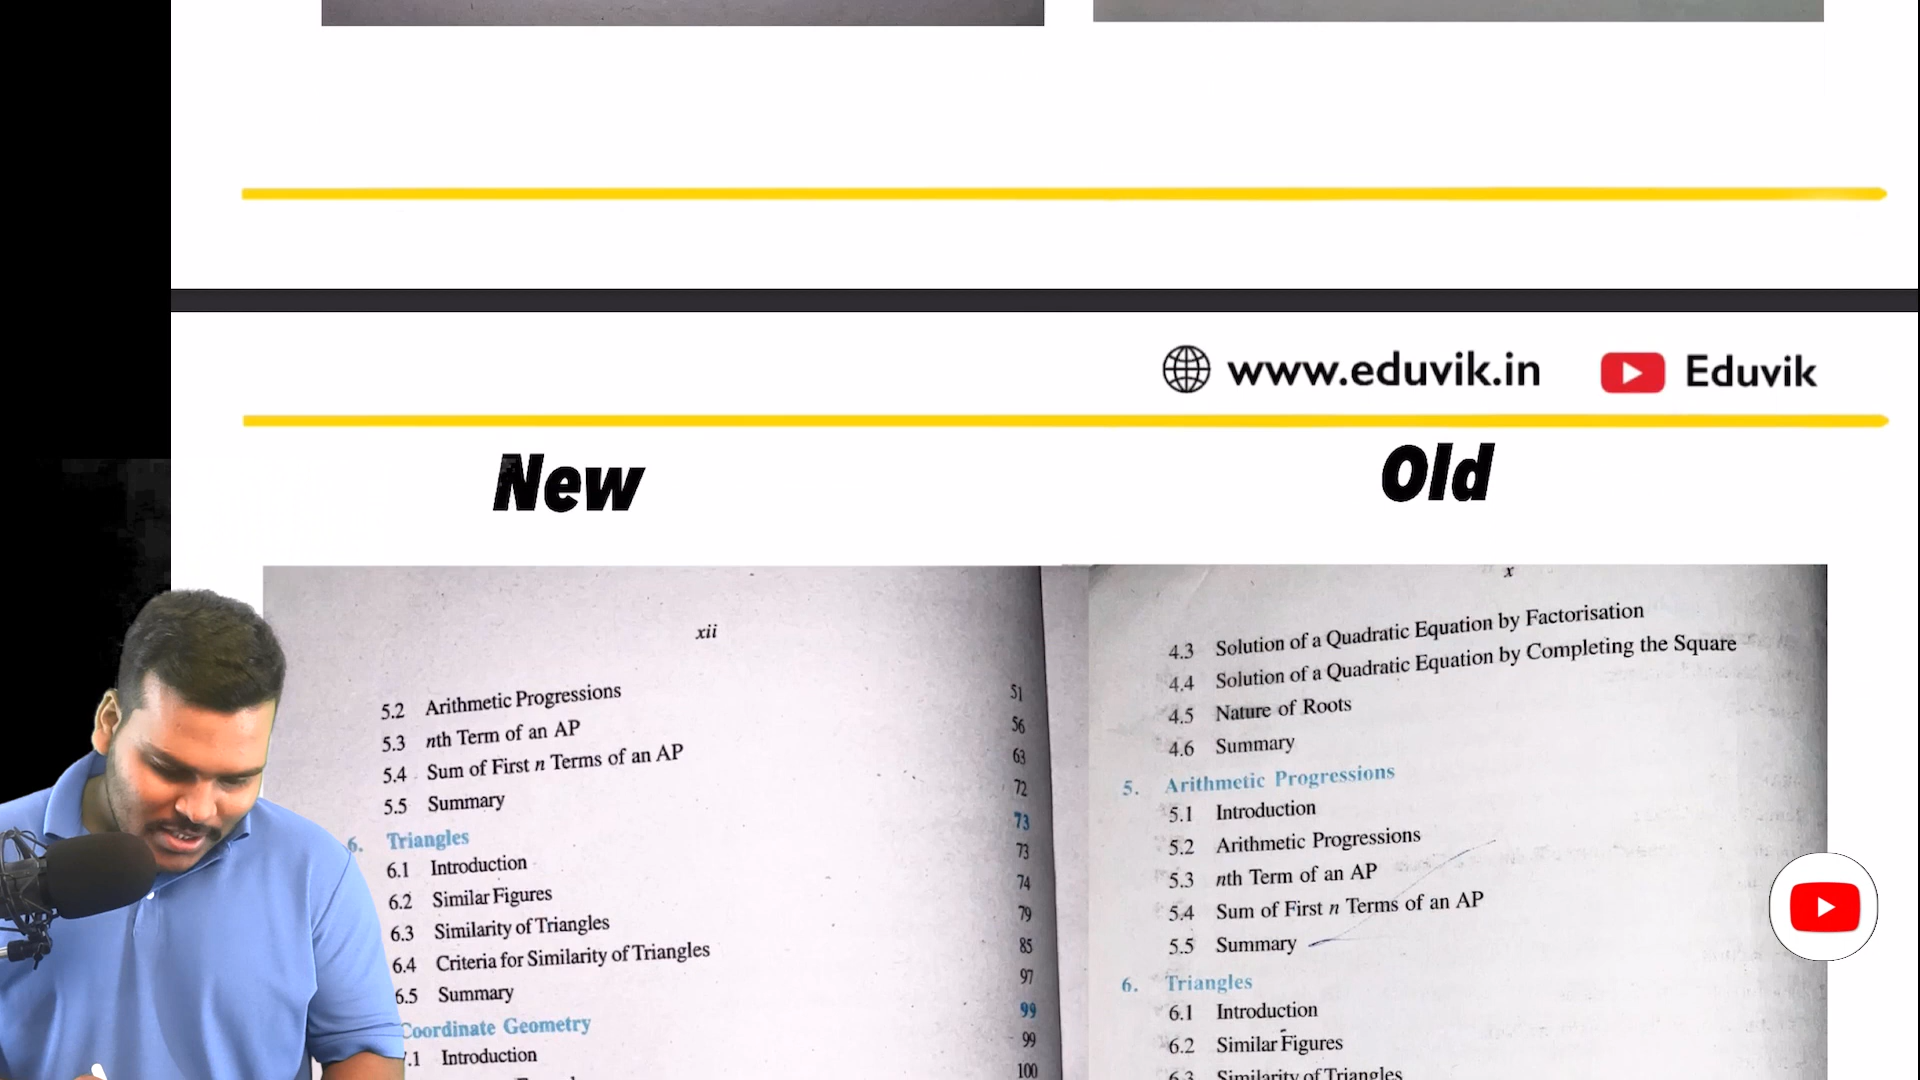 www.eduvik.in Eduvik
New
Old
xii
5.2 Arithmetic Progressions 51
5.3 nth Term of an AP 56
5.4 Sum of First n Terms of an AP 63
5.5 Summary 72
6. Triangles 73
6.1 Introduction 73
6.2 Similar Figures 74
6.3 Similarity of Triangles 79
6.4 Criteria for Similarity of Triangles 85
6.5 Summary 97
Coordinate Geometry 99
.1 Introduction 99
100
x
4.3 Solution of a Quadratic Equation by Factorisation
4.4 Solution of a Quadratic Equation by Completing the Square
4.5 Nature of Roots
4.6 Summary
5. Arithmetic Progressions
5.1 Introduction
5.2 Arithmetic Progressions
5.3 nth Term of an AP
5.4 Sum of First n Terms of an AP
5.5 Summary
6. Triangles
6.1 Introduction
6.2 Similar Figures
6.3 Similarity of Triangles